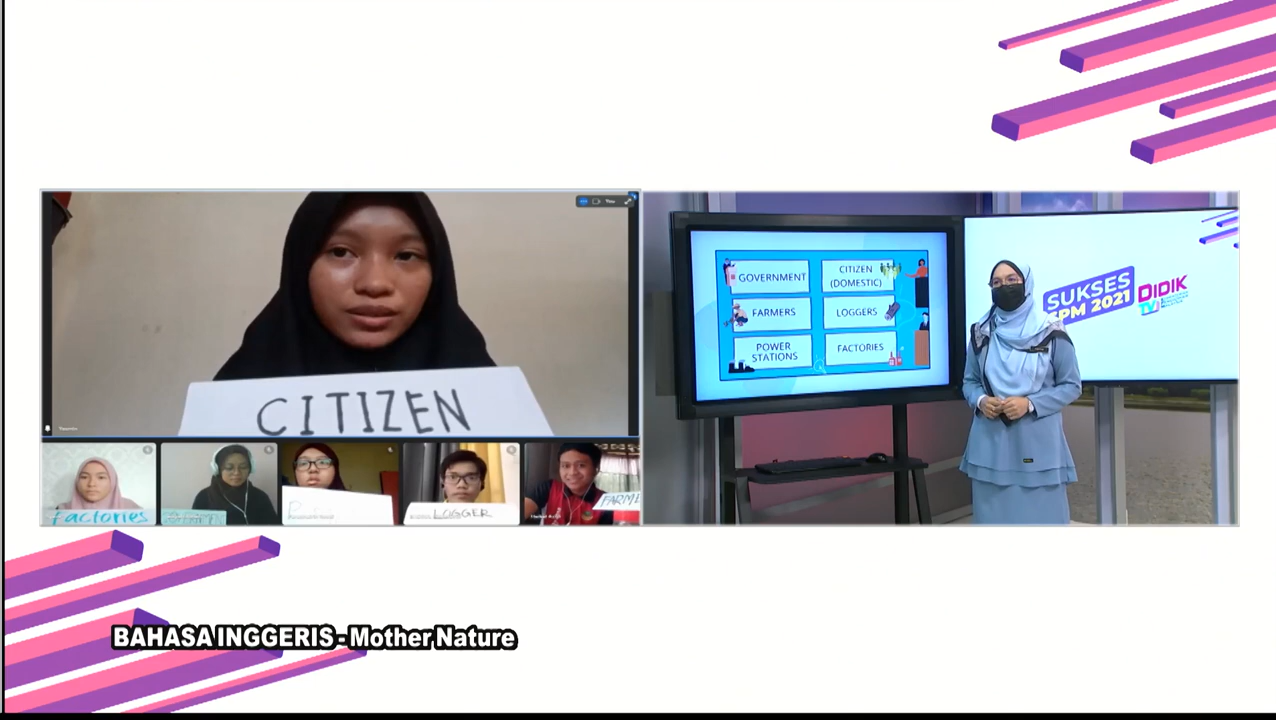 CITIZEN
Factories
LOGGER
FARME
GOVERNMENT
CITIZEN
(DOMESTIC)
FARMERS
LOGGERS
POWER
STATIONS
FACTORIES
SUKSES
SPM 2021
DIDIK
TV
BAHASA INGGERIS - Mother Nature